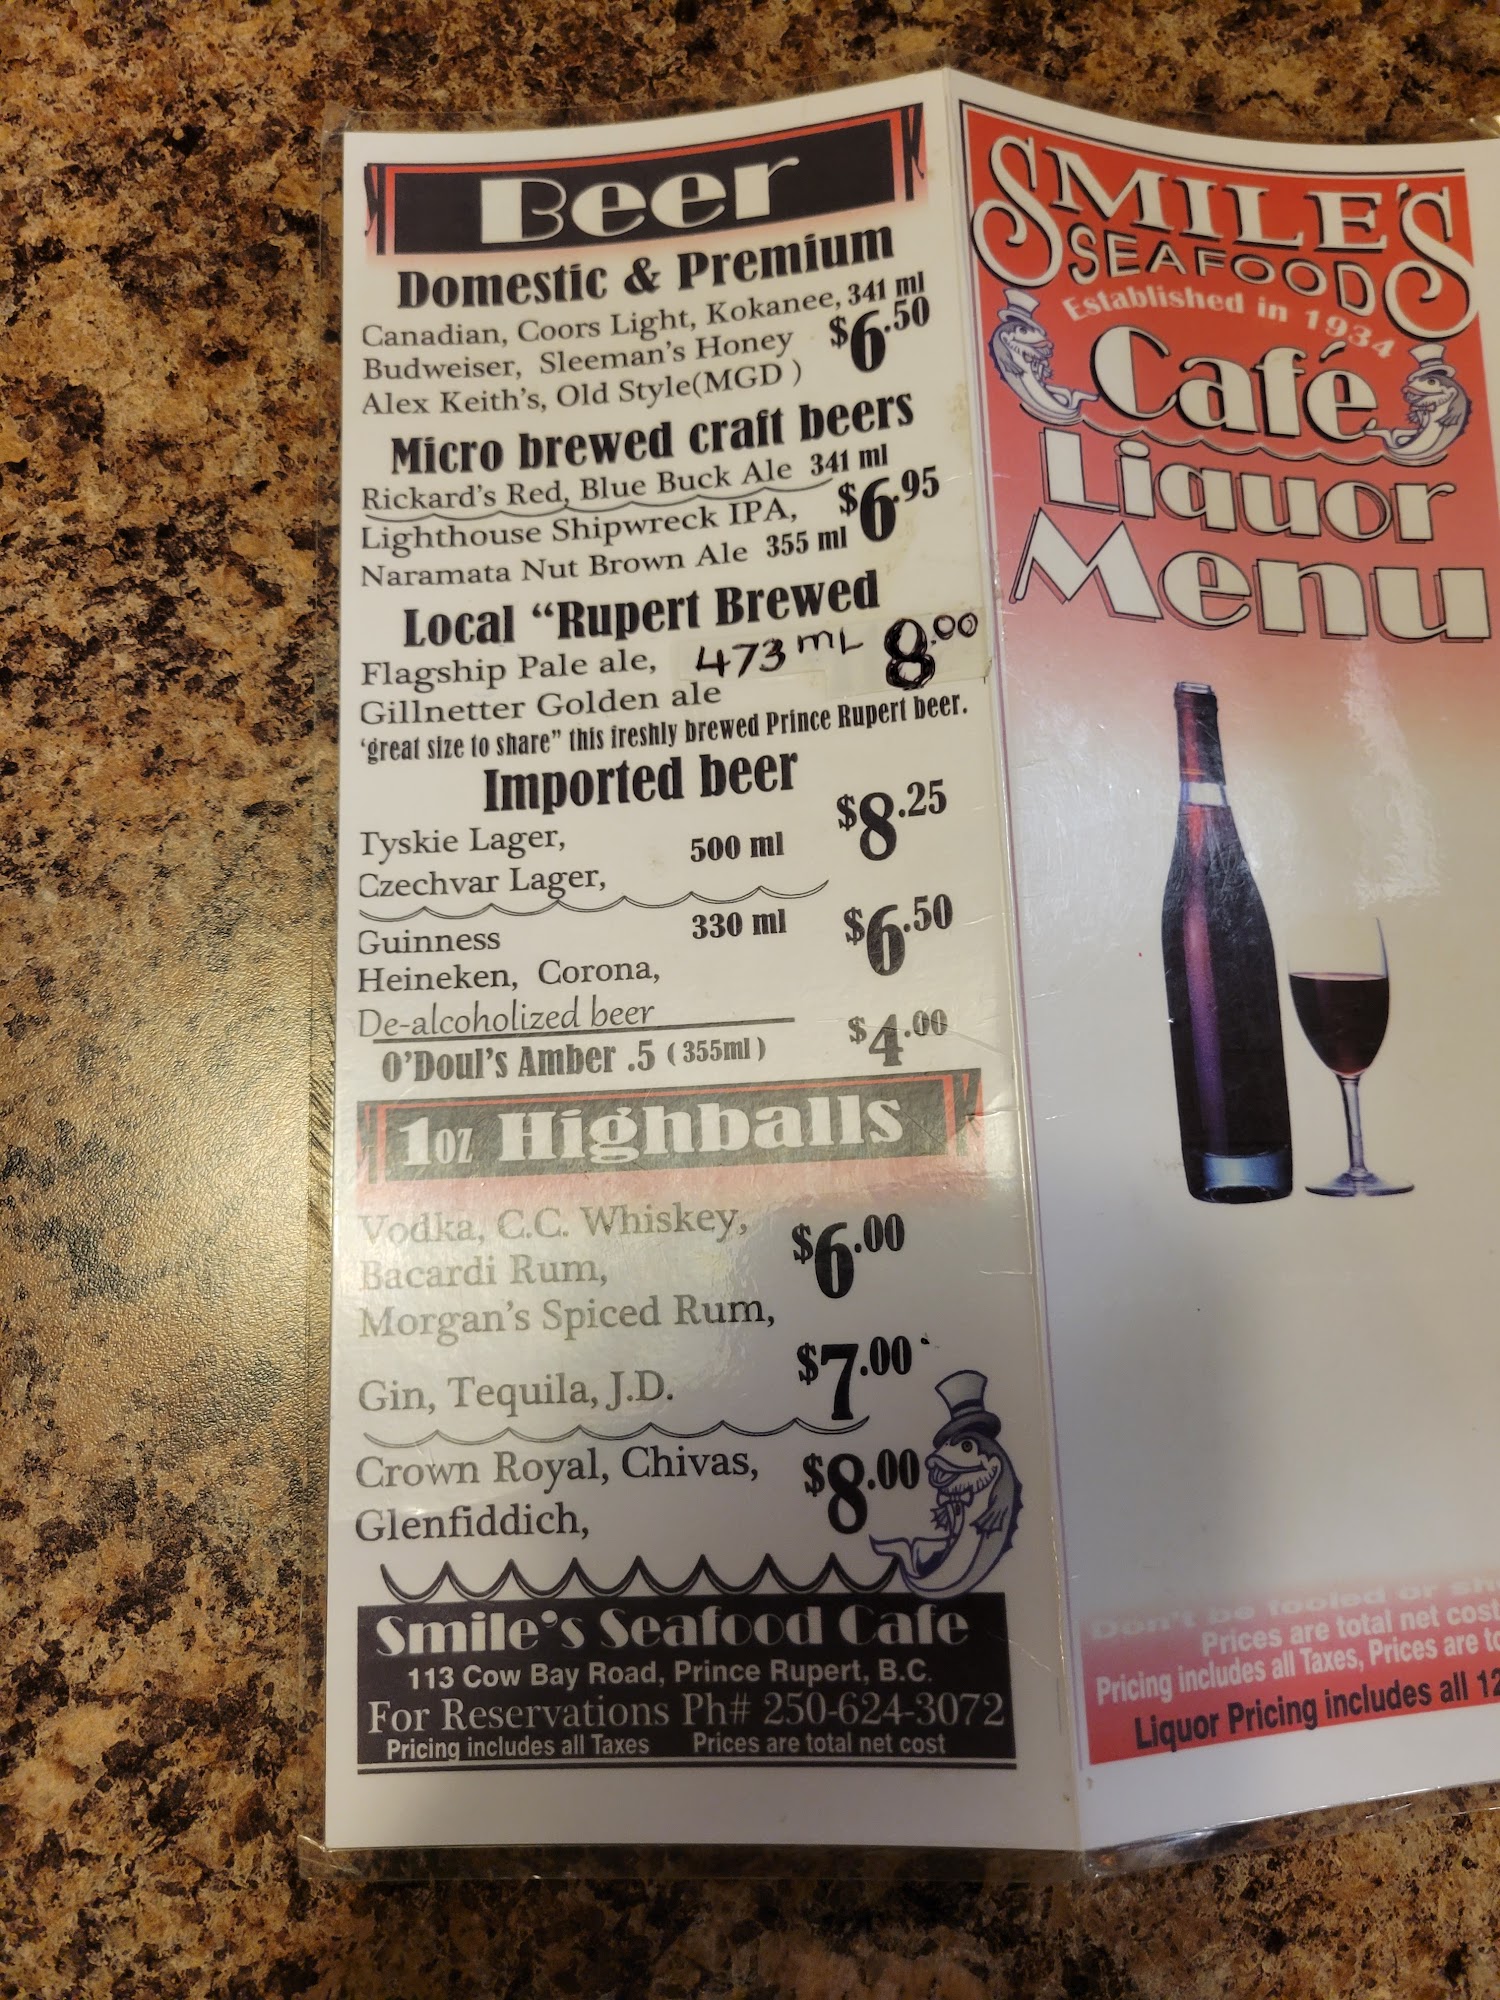 Beer
Domestic & Premium
Canadian, Coors Light, Kokanee, 341 ml
Budweiser, Sleeman's Honey $6.50
Alex Keith's, Old Style(MGD )
Micro brewed craft beers
Rickard's Red, Blue Buck Ale 341 ml
Lighthouse Shipwreck IPA, $6.95
Naramata Nut Brown Ale 355 ml
Local "Rupert Brewed
Flagship Pale ale, 473 mL 8.00
Gillnetter Golden ale
'great size to share" this freshly brewed Prince Rupert beer.
Imported beer
Tyskie Lager, 500 ml $8.25
Czechvar Lager,
Guinness 330 ml $6.50
Heineken, Corona,
De-alcoholized beer
O'Doul's Amber .5 ( 355ml ) $4.00
1oz Highballs
Vodka, C.C. Whiskey, $6.00
Bacardi Rum,
Morgan's Spiced Rum,
Gin, Tequila, J.D. $7.00
Crown Royal, Chivas, $8.00
Glenfiddich,
Smile's Seafood Cafe
113 Cow Bay Road, Prince Rupert, B.C.
For Reservations Ph# 250-624-3072
Pricing includes all Taxes Prices are total net cost
SMILE'S
SEAFOOD
Established in 1934
Café
Liquor
Menu
Don't be fooled or
Prices are total net cost
Pricing includes all Taxes, Prices are
Liquor Pricing includes all 12